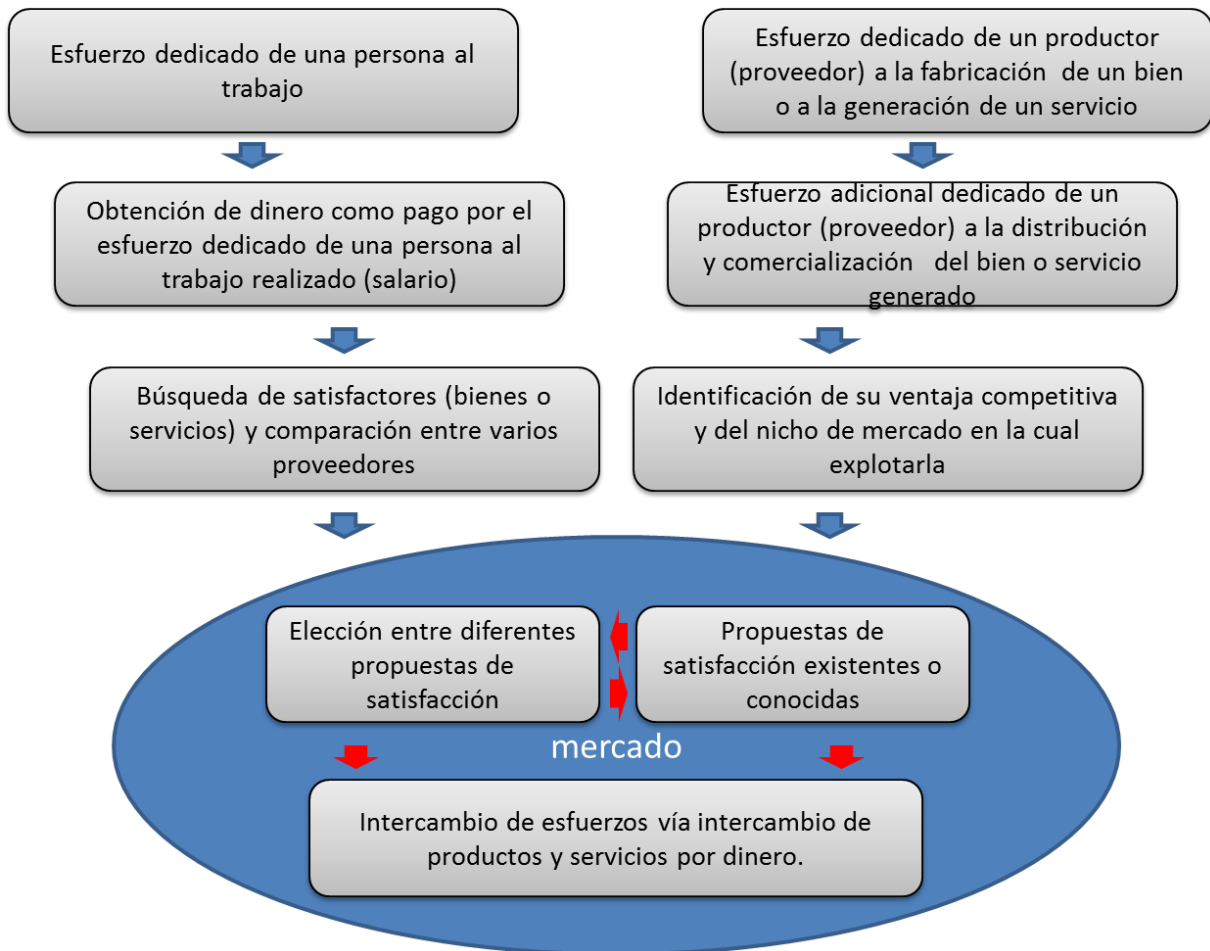 Esfuerzo dedicado de una persona al
trabajo
Esfuerzo dedicado de un productor
(proveedor) a la fabricación de un bien
o a la generación de un servicio
Obtención de dinero como pago por el
esfuerzo dedicado de una persona al
trabajo realizado (salario)
Esfuerzo adicional dedicado de un
productor (proveedor) a la distribución
y comercialización del bien o servicio
generado
Búsqueda de satisfactores (bienes o
servicios) y comparación entre varios
proveedores
Identificación de su ventaja competitiva
y del nicho de mercado en la cual
explotarla
Elección entre diferentes
propuestas de
satisfacción
Propuestas de
satisfacción existentes o
conocidas
mercado
Intercambio de esfuerzos vía intercambio de
productos y servicios por dinero.